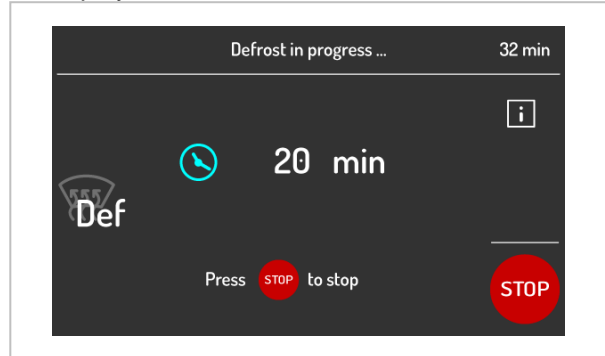 Defrost in progress ... 32 min
i
20 min
Def
Press STOP to stop
STOP